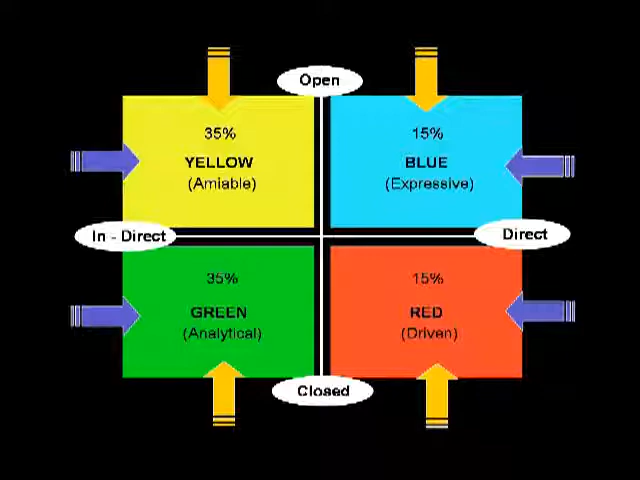 Open
35%
YELLOW
(Amiable)
15%
BLUE
(Expressive)
In - Direct
Direct
35%
GREEN
(Analytical)
15%
RED
(Driven)
Closed